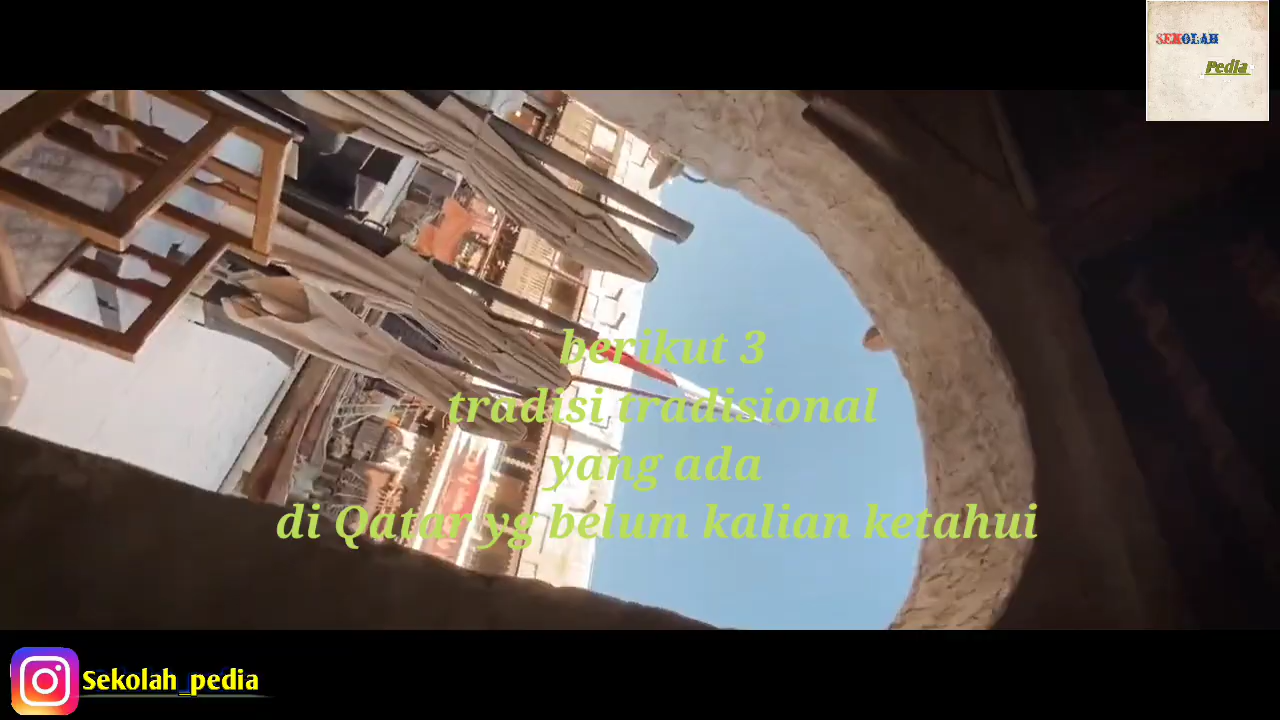 SEKOLAH
Pedia
berikut 3
tradisi tradisional
yang ada
di Qatar yg belum kalian ketahui
Sekolah_pedia